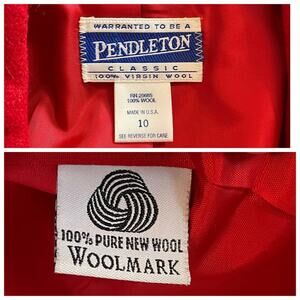 WARRANTED TO BE A
PENDLETON
CLASSIC
100% VIRGIN WOOL
RN 29685
100% WOOL
MADE IN U.S.A.
10
SEE REVERSE FOR CARE
100% PURE NEW WOOL
WOOLMARK